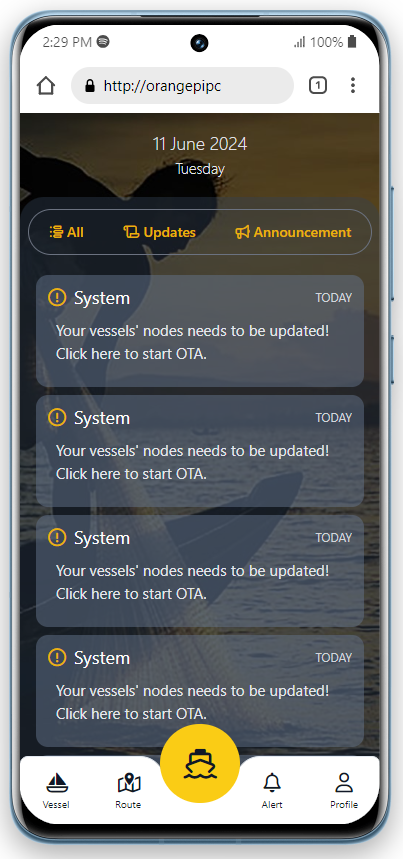 2:29 PM
100%
http://orangepipc
1
11 June 2024
Tuesday
All
Updates
Announcement
System
TODAY
Your vessels' nodes needs to be updated!
Click here to start OTA.
System
TODAY
Your vessels' nodes needs to be updated!
Click here to start OTA.
System
TODAY
Your vessels' nodes needs to be updated!
Click here to start OTA.
System
TODAY
Your vessels' nodes needs to be updated!
Click here to start OTA.
Vessel
Route
Alert
Profile